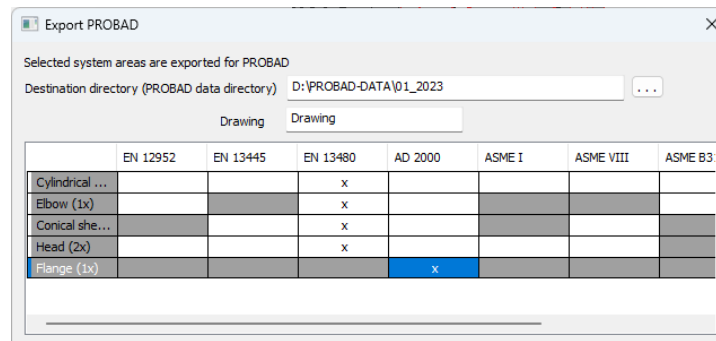 Export PROBAD
Selected system areas are exported for PROBAD
Destination directory (PROBAD data directory) D:\PROBAD-DATA\01_2023 ...
Drawing Drawing
EN 12952 EN 13445 EN 13480 AD 2000 ASME I ASME VIII ASME B31
Cylindrical ... x
Elbow (1x) x
Conical she... x
Head (2x) x
Flange (1x) x